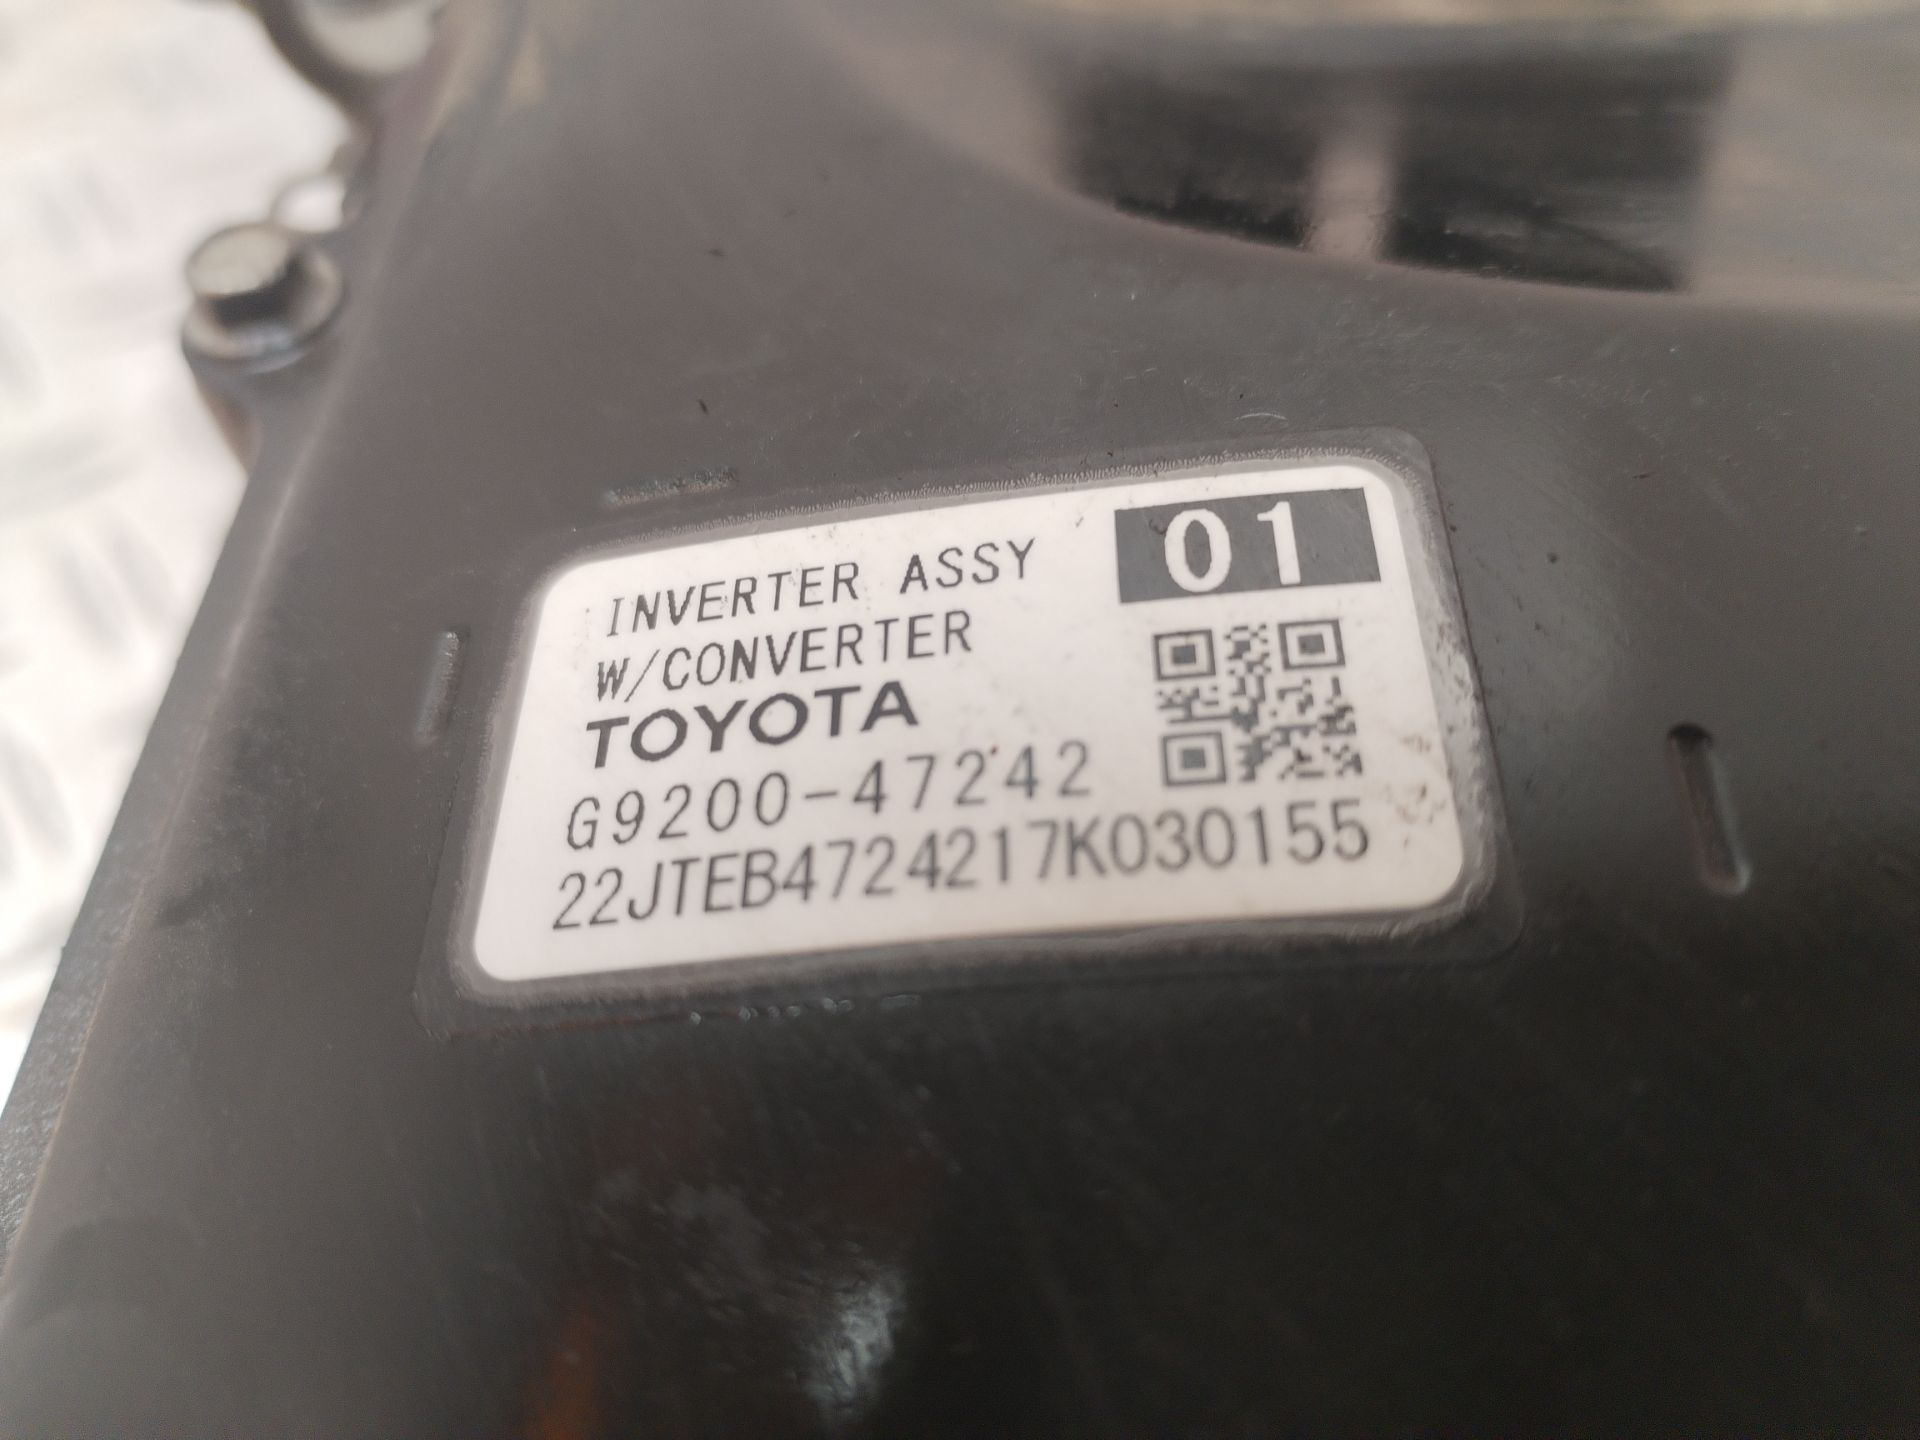 INVERTER ASSY 01
W/CONVERTER
TOYOTA
G9200-47242
22JTEB4724217K030155